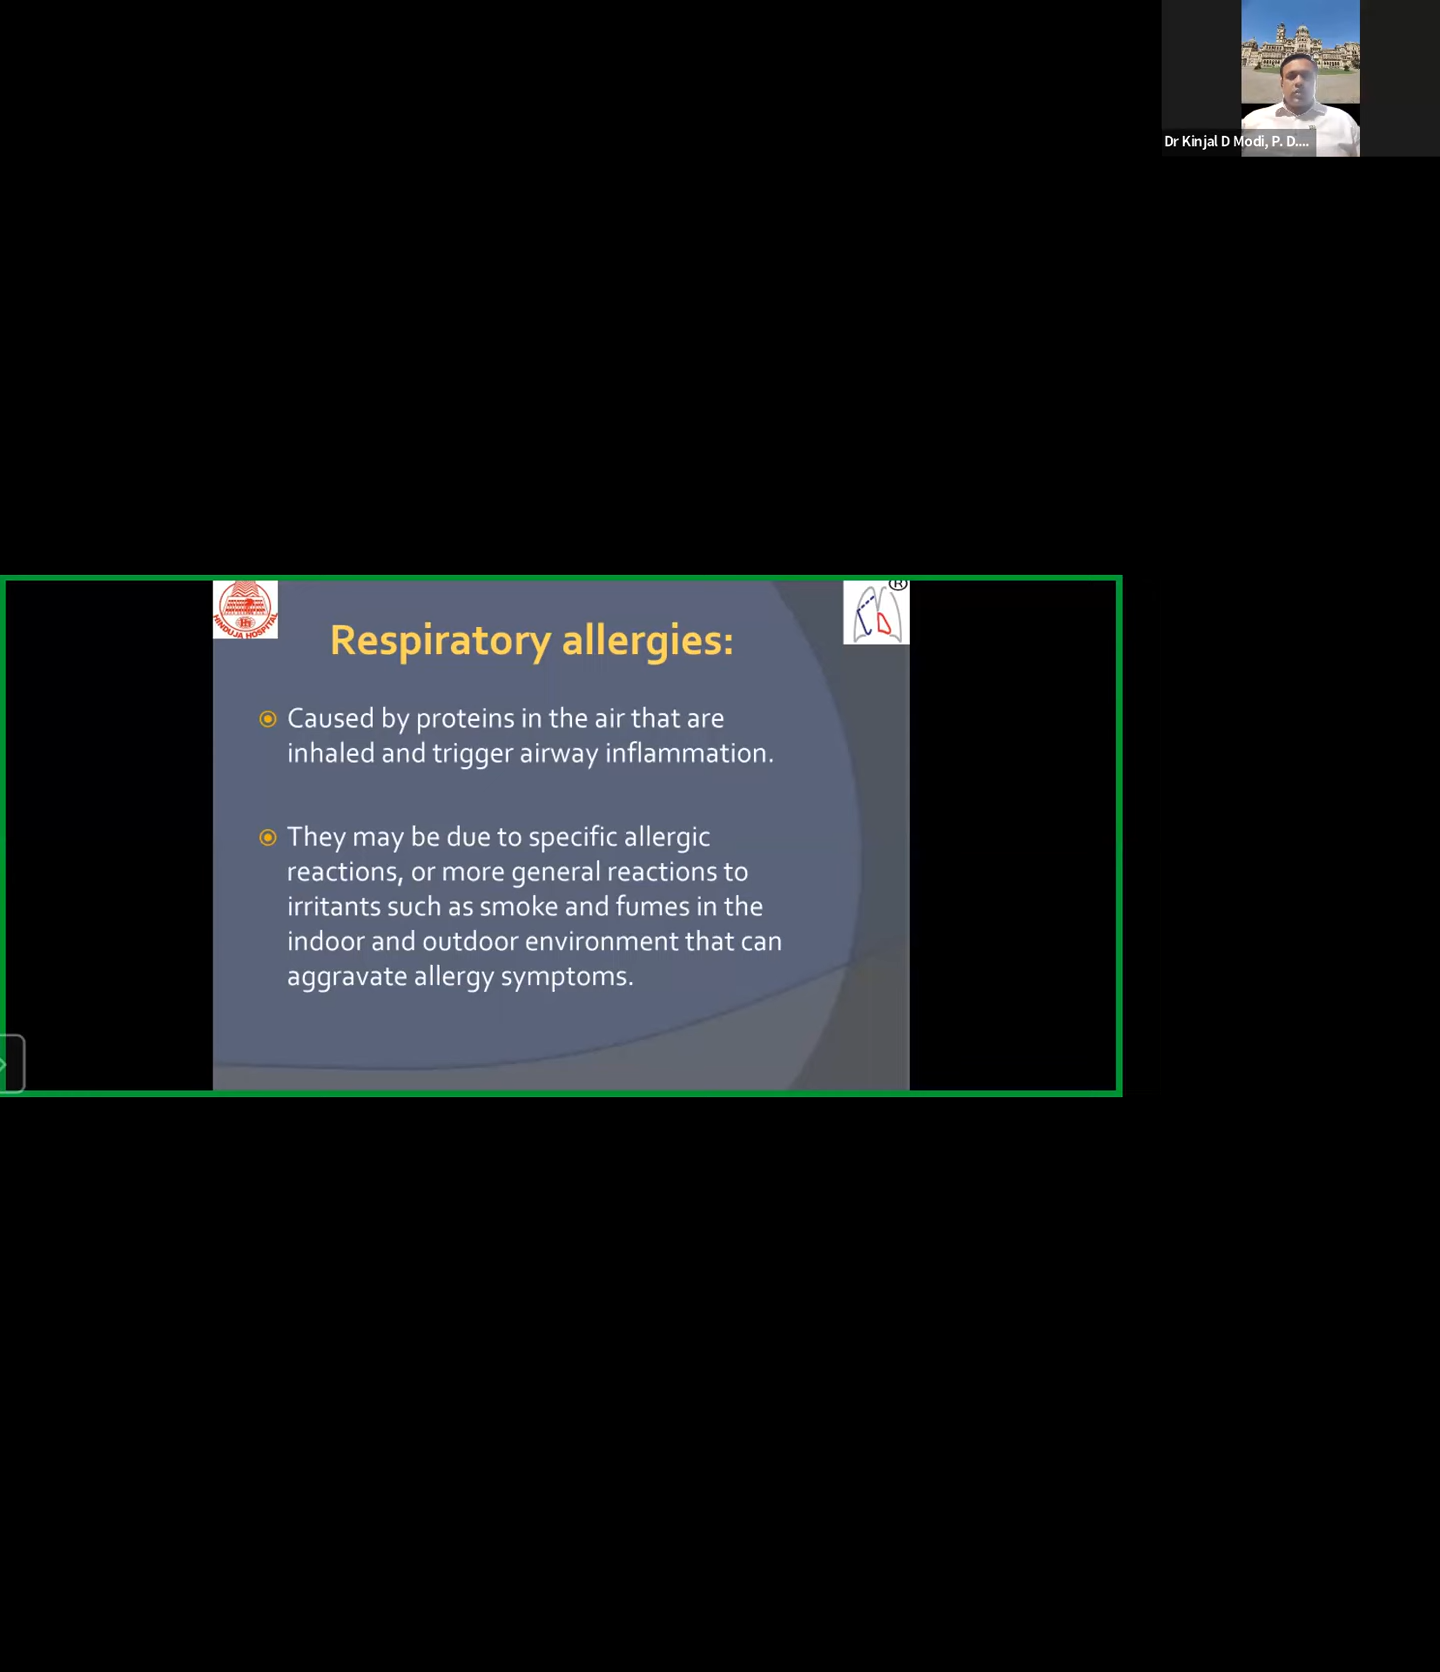 Dr Kinjal D Modi, P. D....
HINDUJA HOSPITAL
®
Respiratory allergies:
Caused by proteins in the air that are
inhaled and trigger airway inflammation.
They may be due to specific allergic
reactions, or more general reactions to
irritants such as smoke and fumes in the
indoor and outdoor environment that can
aggravate allergy symptoms.